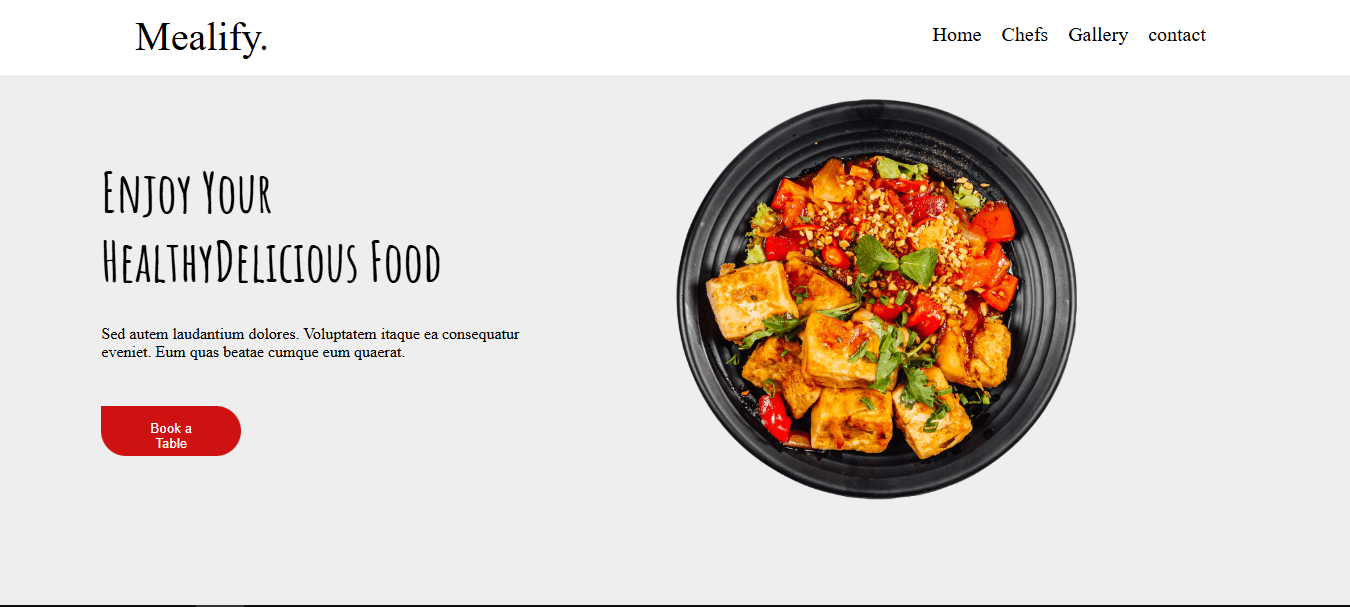 Mealify.
Home Chefs Gallery contact
Enjoy Your
HealthyDelicious Food
Sed autem laudantium dolores. Voluptatem itaque ea consequatur
eveniet. Eum quas beatae cumque eum quaerat.
Book a
Table